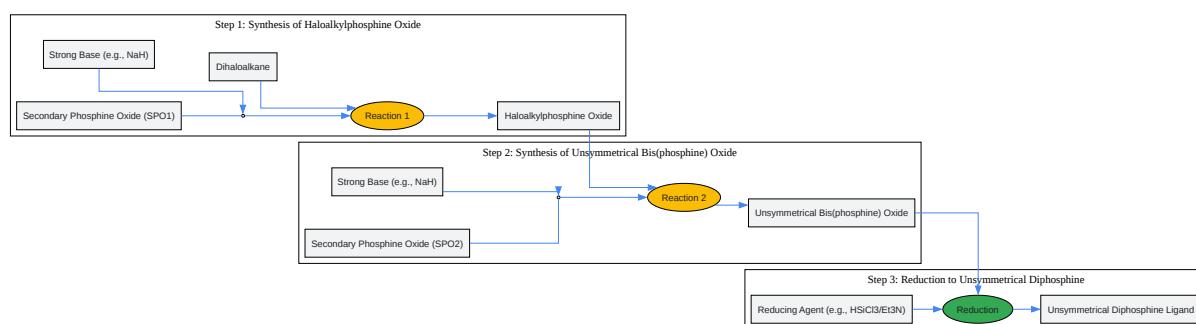 Step 1: Synthesis of Haloalkylphosphine Oxide
Strong Base (e.g., NaH)
Dihaloalkane
Secondary Phosphine Oxide (SPO1)
Reaction 1
Haloalkylphosphine Oxide
Step 2: Synthesis of Unsymmetrical Bis(phosphine) Oxide
Strong Base (e.g., NaH)
Reaction 2
Unsymmetrical Bis(phosphine) Oxide
Secondary Phosphine Oxide (SPO2)
Step 3: Reduction to Unsymmetrical Diphosphine
Reducing Agent (e.g., HSiCl3/Et3N)
Reduction
Unsymmetrical Diphosphine Ligand